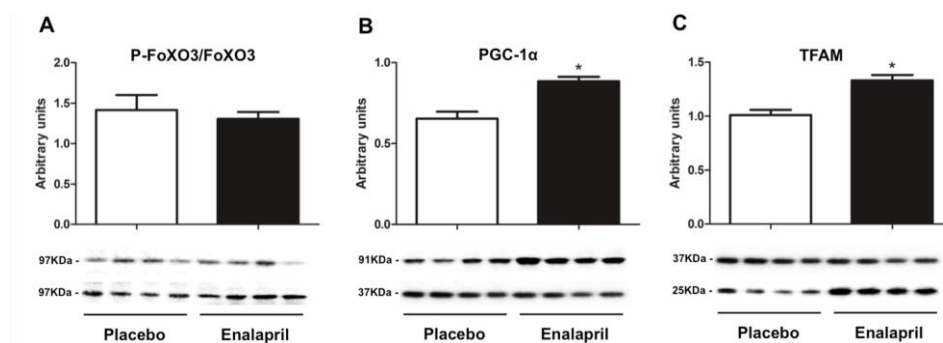 A
P-FoXO3/FoXO3
Arbitrary units
2.0
1.5
1.0
0.5
0.0
97KDa -
97KDa -
Placebo Enalapril
B
PGC-1α
Arbitrary units
1.0
0.5
0.0
*
91KDa -
37KDa -
Placebo Enalapril
C
TFAM
Arbitrary units
1.5
1.0
0.5
0.0
*
37KDa -
25KDa -
Placebo Enalapril